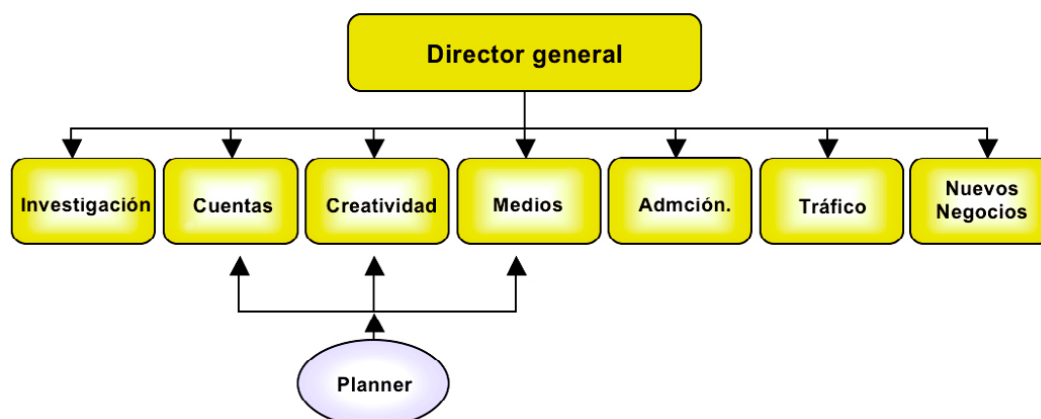 Director general
Investigación
Cuentas
Creatividad
Medios
Admción.
Tráfico
Nuevos
Negocios
Planner